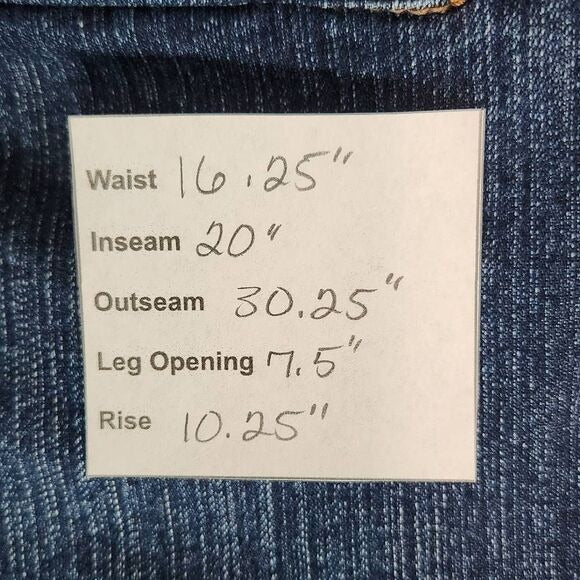 Waist 16.25"
Inseam 20"
Outseam 30.25"
Leg Opening 7.5"
Rise 10.25"